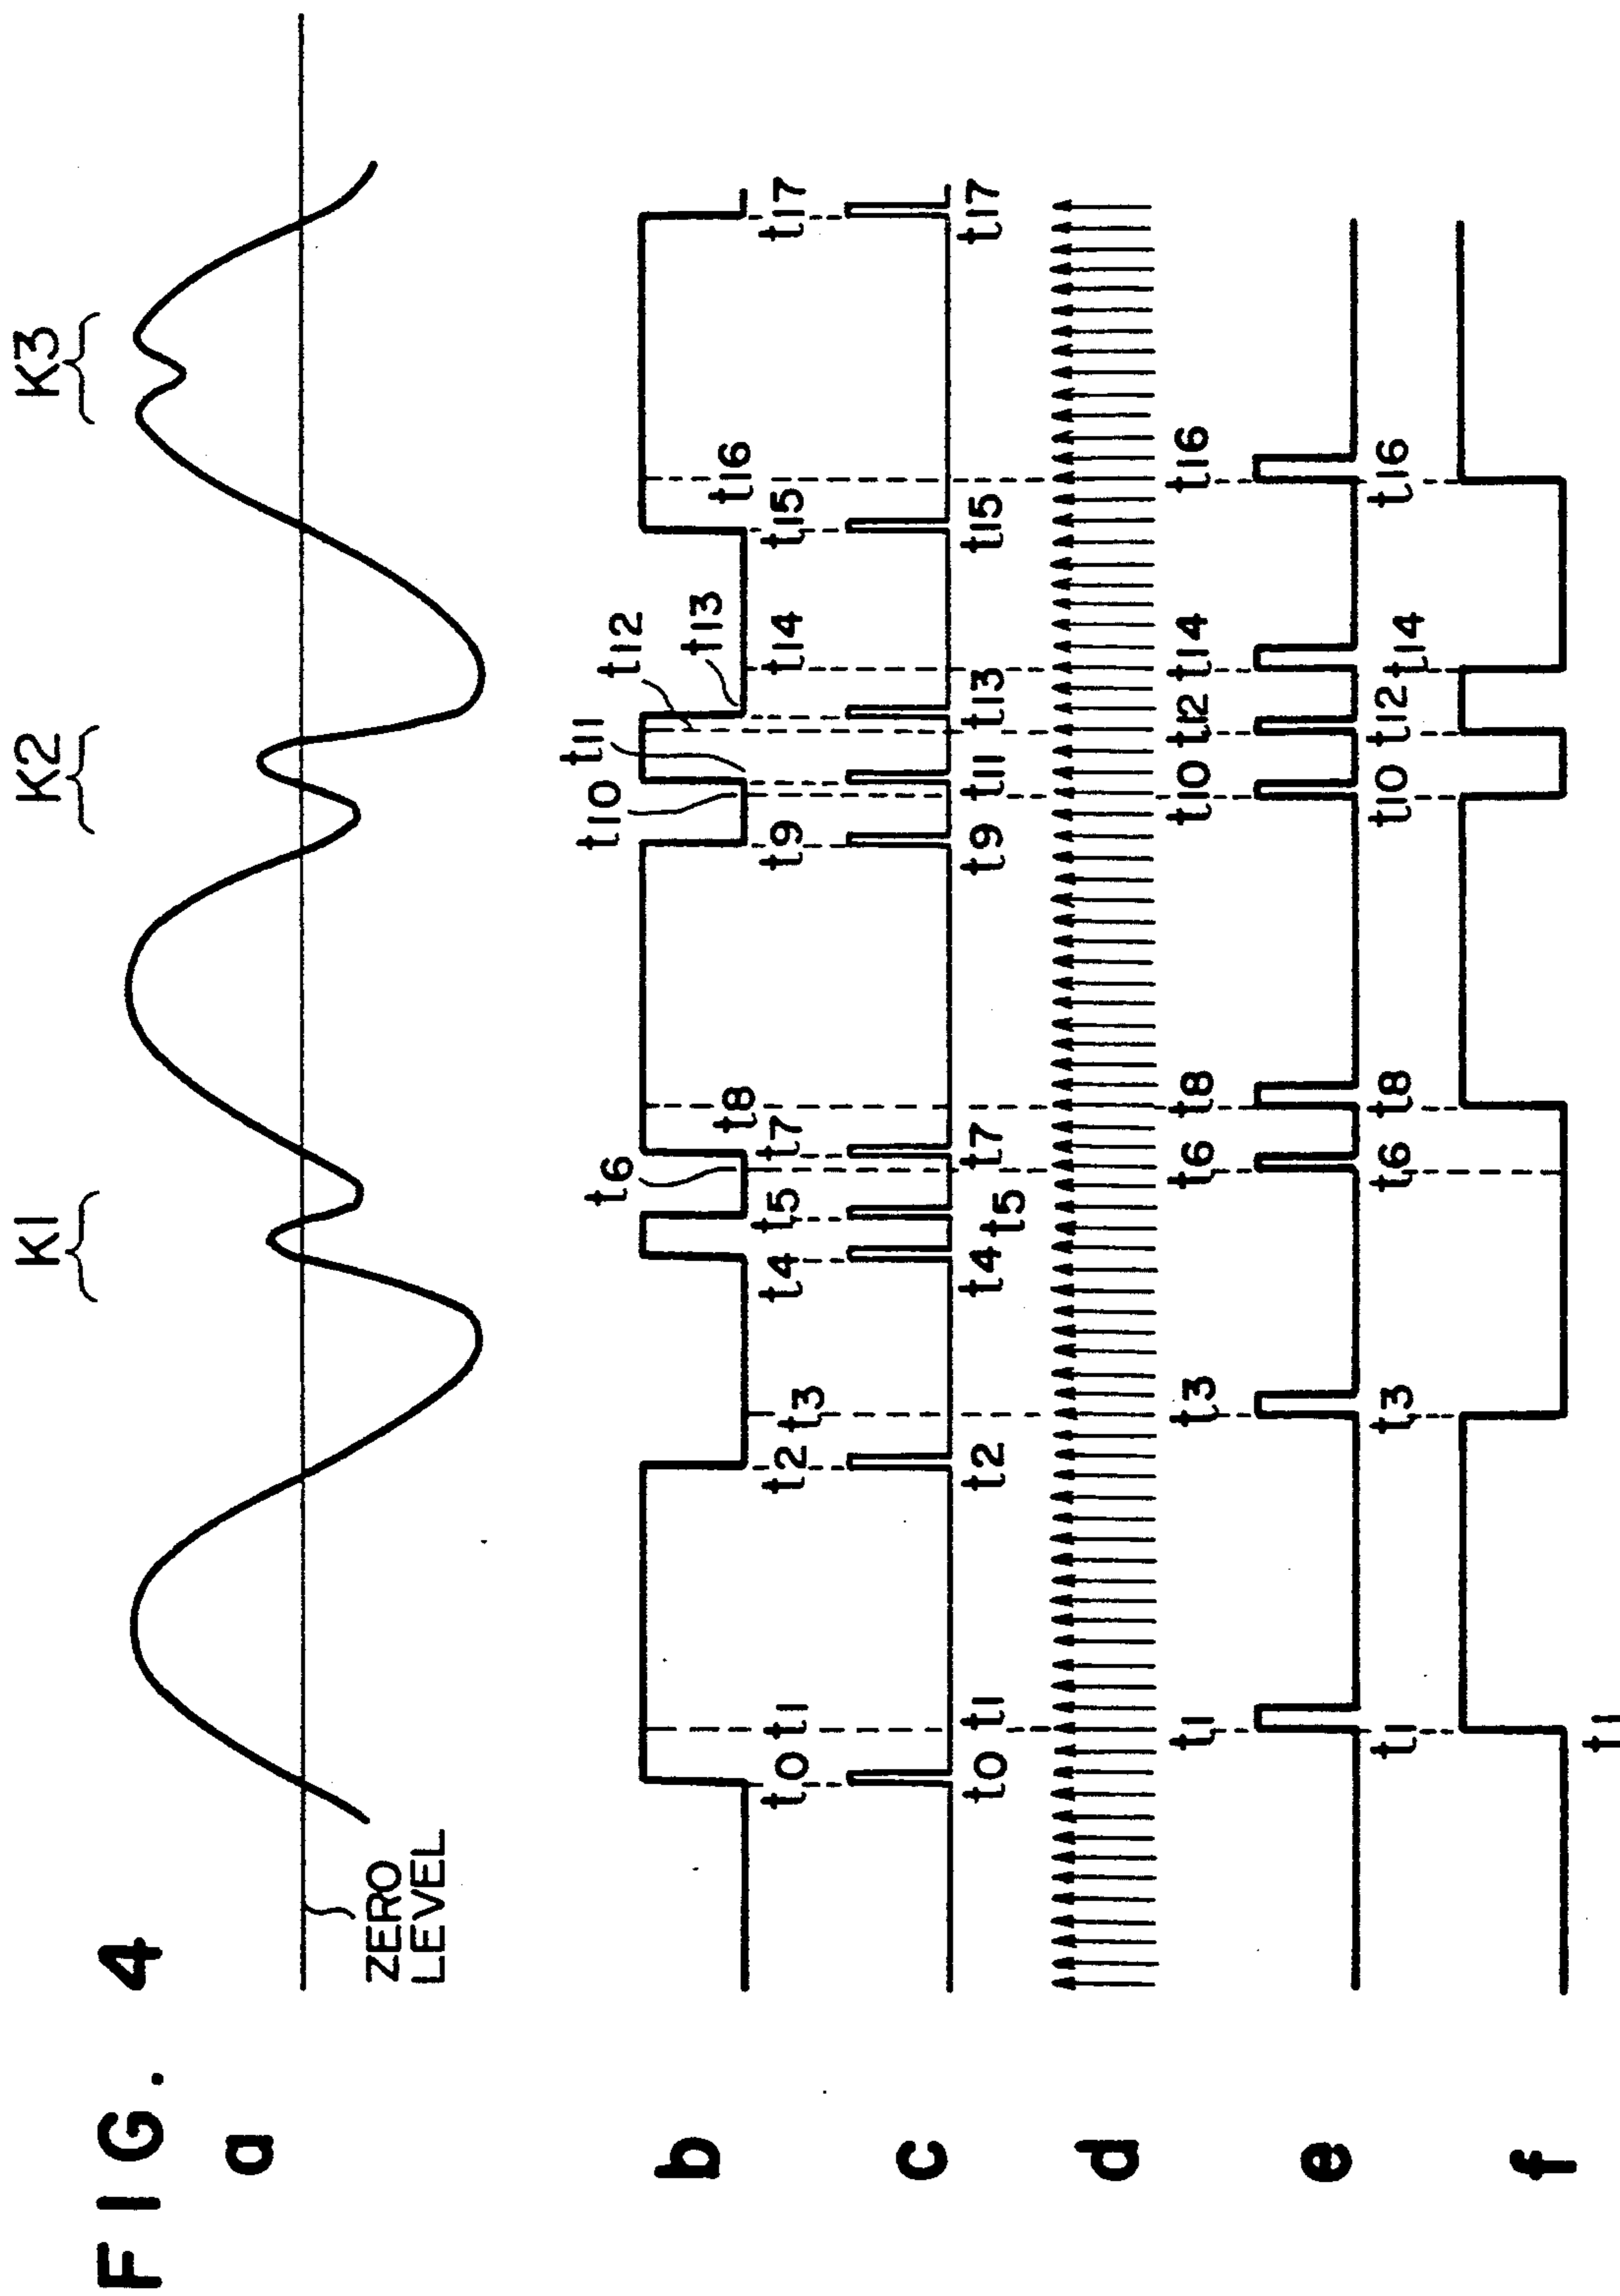 FIG. 4
K1 K2 K3
a
ZERO
LEVEL
t6 t10 t11 t12 t13
b
t8 t16
t0 t1 t2 t3 t4 t5 t7 t9 t14 t15 t17
c
t0 t1 t2 t4 t5 t7 t9 t11 t13 t15 t17
d
t1 t3 t6 t8 t10 t12 t14 t16
e
t1 t3 t6 t8 t10 t12 t14 t16
f
t1